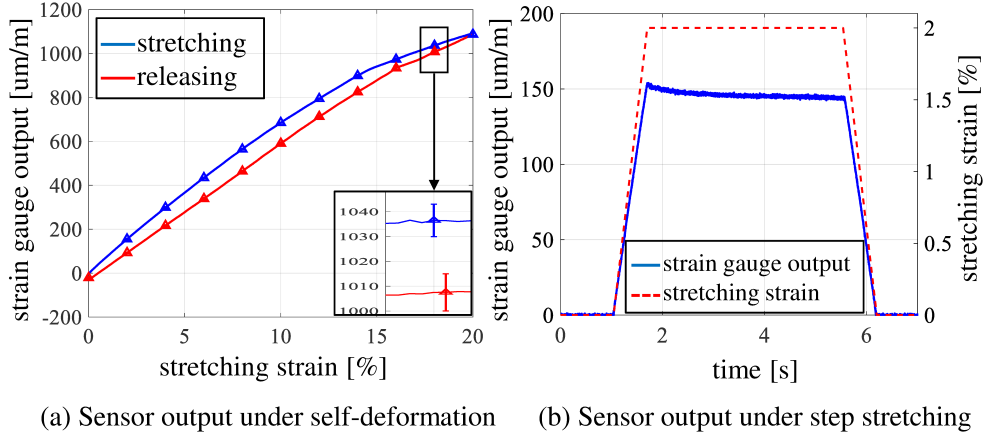 1200
1000
800
600
400
200
0
-200
strain gauge output [um/m]
stretching
releasing
1040
1030
1020
1010
1000
0
5
10
15
20
stretching strain [%]
(a) Sensor output under self-deformation
200
150
100
50
0
strain gauge output [um/m]
strain gauge output
stretching strain
2
1.5
1
0.5
0
stretching strain [%]
0
2
4
6
time [s]
(b) Sensor output under step stretching